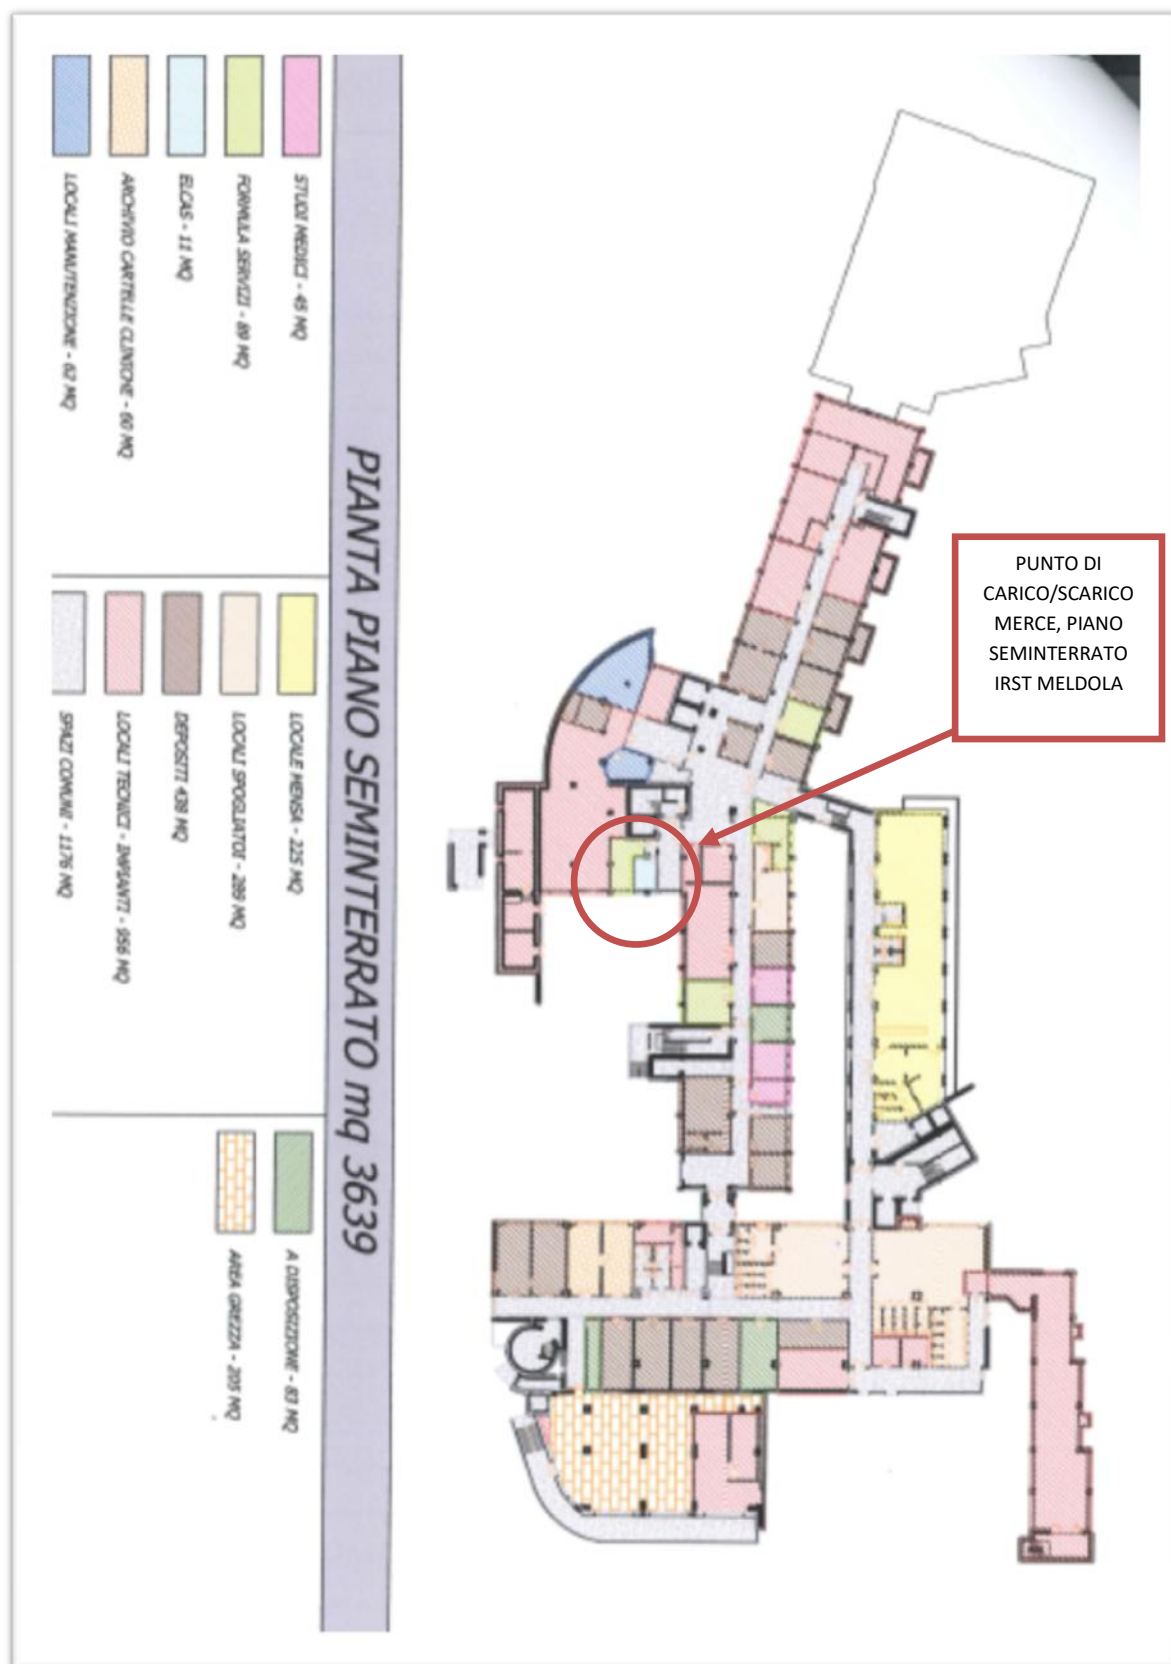 PUNTO DI
CARICO/SCARICO
MERCE, PIANO
SEMINTERRATO
IRST MELDOLA
PIANTA PIANO SEMINTERRATO mq 3639
STUDI MEDICI - 45 MQ
FORMULA SERVIZI - 89 MQ
ELCAS - 11 MQ
ARCHIVIO CARTELLE CLINICHE - 60 MQ
LOCALI MANUTENZIONE - 62 MQ
LOCALE MENSA - 225 MQ
LOCALI SPOGLIATOI - 289 MQ
DEPOSITI 438 MQ
LOCALI TECNICI - IMPIANTI - 956 MQ
SPAZI COMUNI - 1176 MQ
A DISPOSIZIONE - 83 MQ
AREA GREZZA - 205 MQ